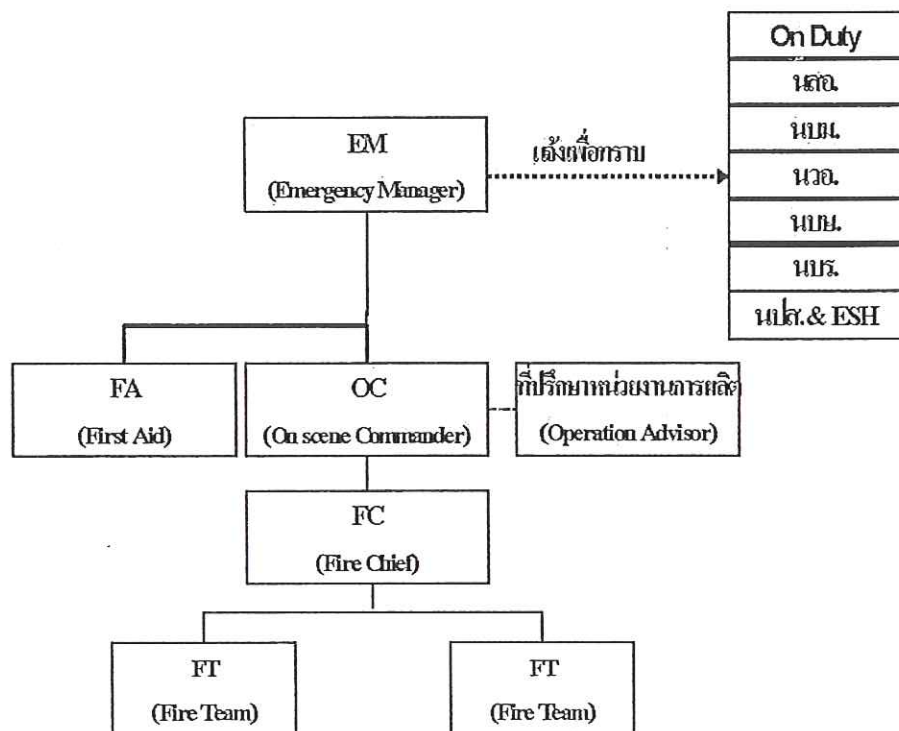 On Duty
นสอ.
นบม.
นวอ.
นบย.
นบร.
นปส. & ESH
EM
(Emergency Manager)
แจ้งเพื่อทราบ
FA
(First Aid)
OC
(On scene Commander)
ที่ปรึกษาหน่วยงานการผลิต
(Operation Advisor)
FC
(Fire Chief)
FT
(Fire Team)
FT
(Fire Team)